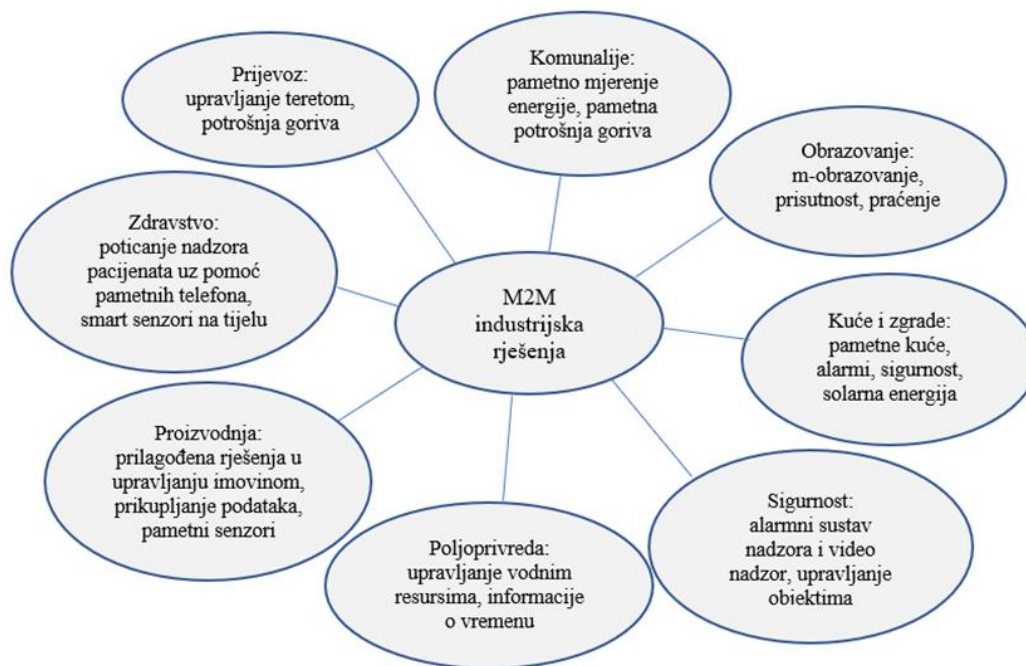 Prijevoz:
upravljanje teretom,
potrošnja goriva
Komunalije:
pametno mjerenje
energije, pametna
potrošnja goriva
Obrazovanje:
m-obrazovanje,
prisutnost, praćenje
Zdravstvo:
poticanje nadzora
pacijenata uz pomoć
pametnih telefona,
smart senzori na tijelu
M2M
industrijska
rješenja
Kuće i zgrade:
pametne kuće,
alarmi, sigurnost,
solarna energija
Proizvodnja:
prilagođena rješenja u
upravljanju imovinom,
prikupljanje podataka,
pametni senzori
Poljoprivreda:
upravljanje vodnim
resursima, informacije
o vremenu
Sigurnost:
alarmni sustav
nadzora i video
nadzor, upravljanje
objektima